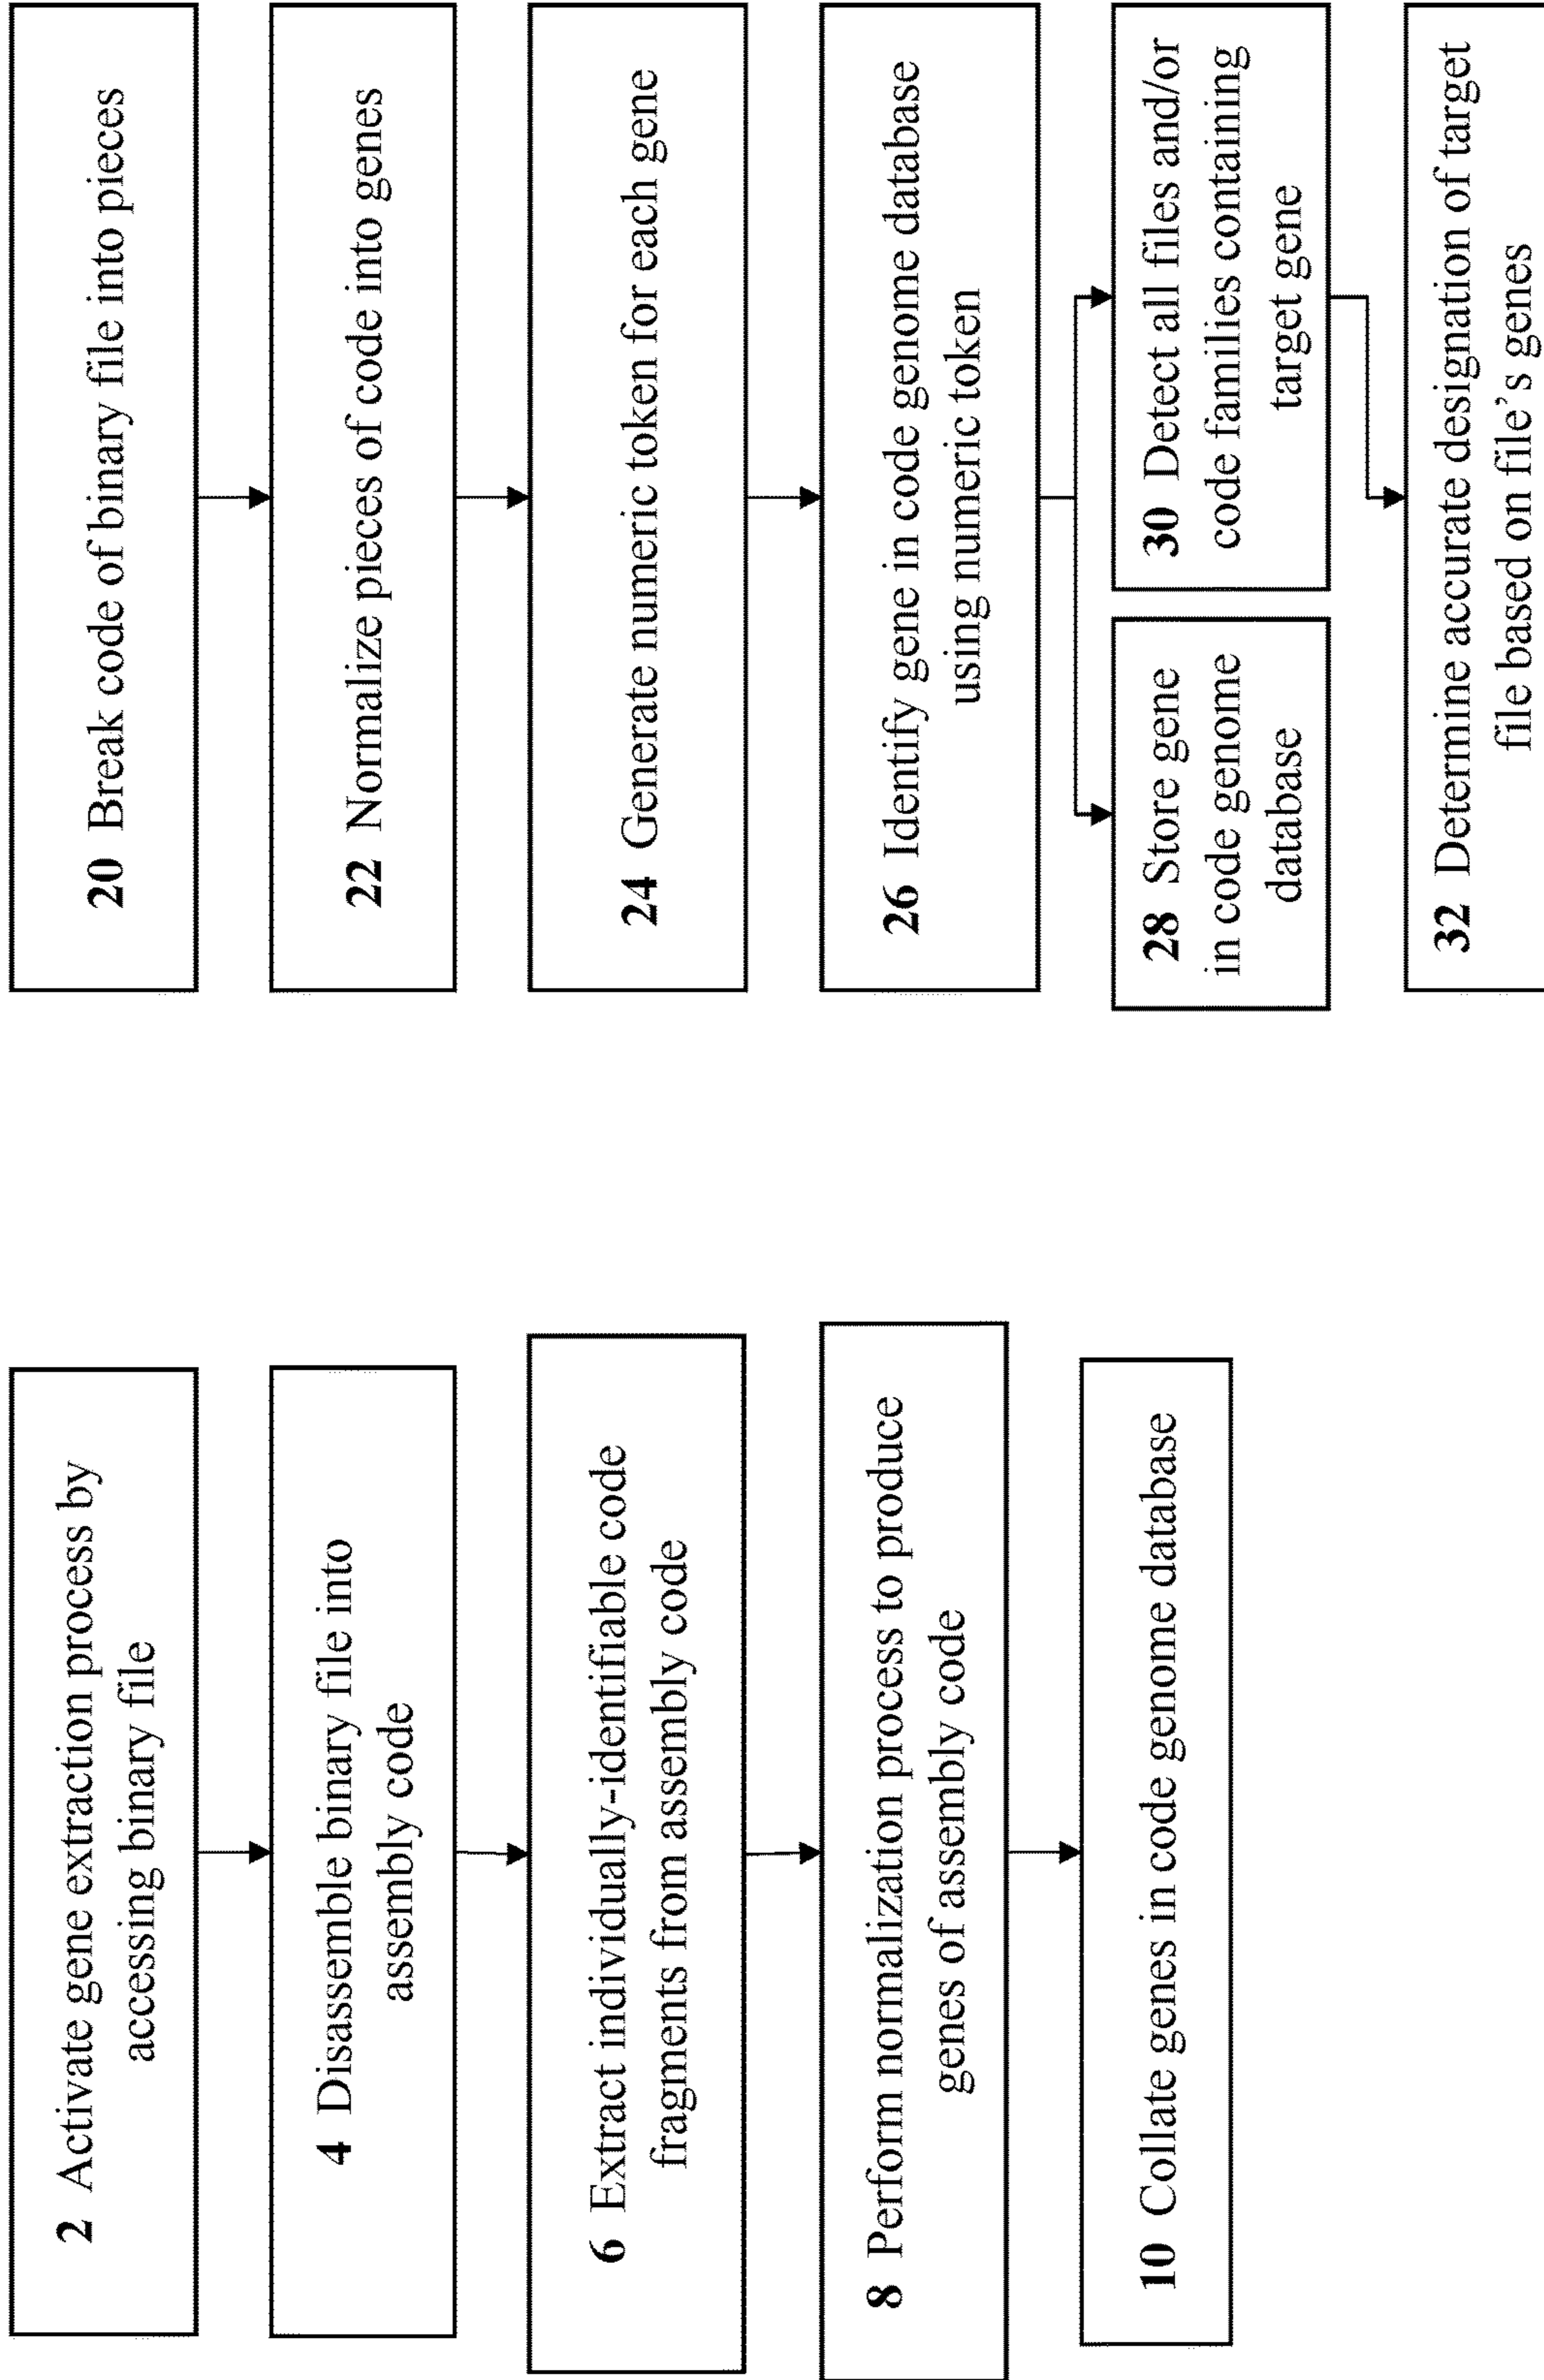 2 Activate gene extraction process by
accessing binary file
4 Disassemble binary file into
assembly code
6 Extract individually-identifiable code
fragments from assembly code
8 Perform normalization process to produce
genes of assembly code
10 Collate genes in code genome database
20 Break code of binary file into pieces
22 Normalize pieces of code into genes
24 Generate numeric token for each gene
26 Identify gene in code genome database
using numeric token
28 Store gene
in code genome
database
30 Detect all files and/or
code families containing
target gene
32 Determine accurate designation of target
file based on file's genes